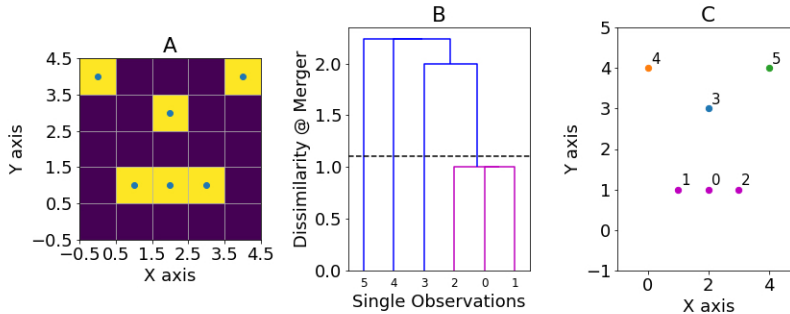 A
4.5
3.5
2.5
1.5
0.5
−0.5
−0.5 0.5 1.5 2.5 3.5 4.5
X axis
Y axis
B
2.0
1.5
1.0
0.5
0.0
5 4 3 2 0 1
Single Observations
Dissimilarity @ Merger
C
5
4
3
2
1
0
−1
0 2 4
X axis
Y axis
4
5
3
1 0 2